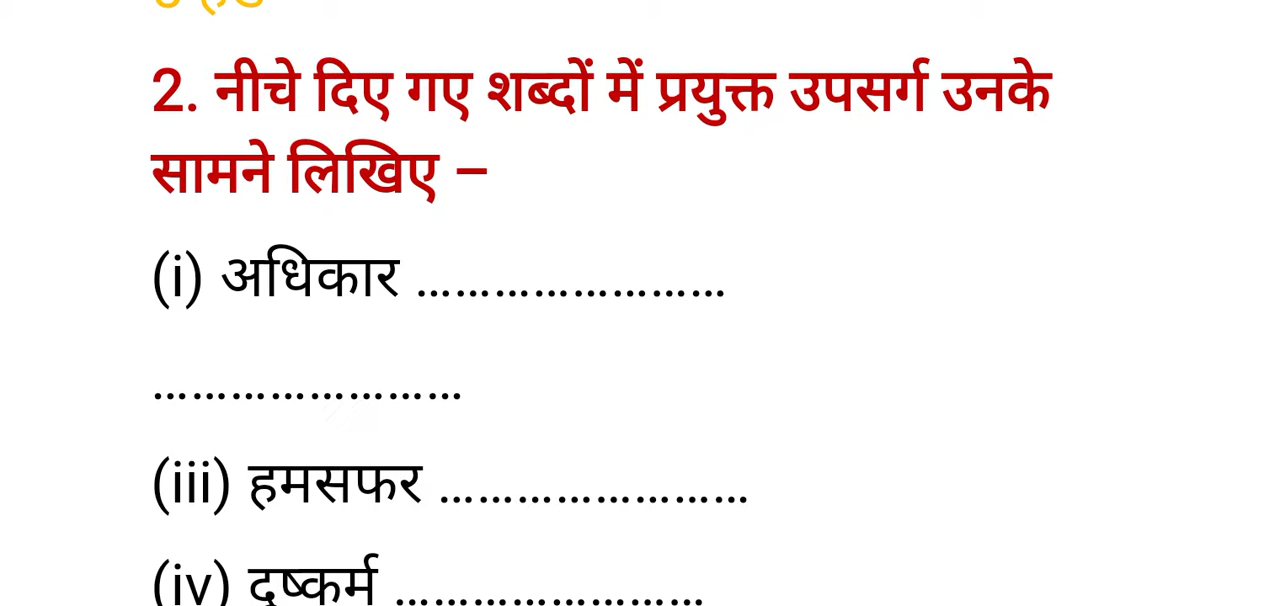 2. नीचे दिए गए शब्दों में प्रयुक्त उपसर्ग उनके
सामने लिखिए –
(i) अधिकार ........................
........................
(iii) हमसफर ........................
(iv) दुष्कर्म ........................